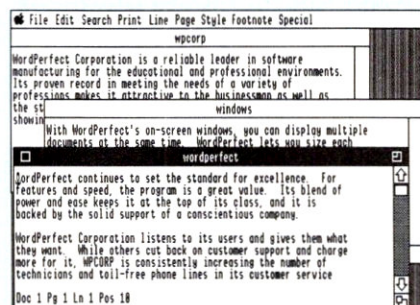 File Edit Search Print Line Page Style Footnote Special
wpcorp
WordPerfect Corporation is a reliable leader in software
manufacturing for the educational and professional environments.
Its proven record in meeting the needs of a variety of
professions makes it attractive to the businessman as well as
the st
showin
windows
With WordPerfect's on-screen windows, you can display multiple
documents at the same time. WordPerfect lets you size each
wordperfect
WordPerfect continues to set the standard for excellence. For
features and speed, the program is a great value. Its blend of
power and ease keeps it at the top of its class, and it is
backed by the solid support of a conscientious company.
WordPerfect Corporation listens to its users and gives them what
they want. While others cut back on customer support and charge
more for it, WPCORP is consistently incresing the number of
technicians and toll-free phone lines in its customer service
Doc 1 Pg 1 Ln 1 Pos 10